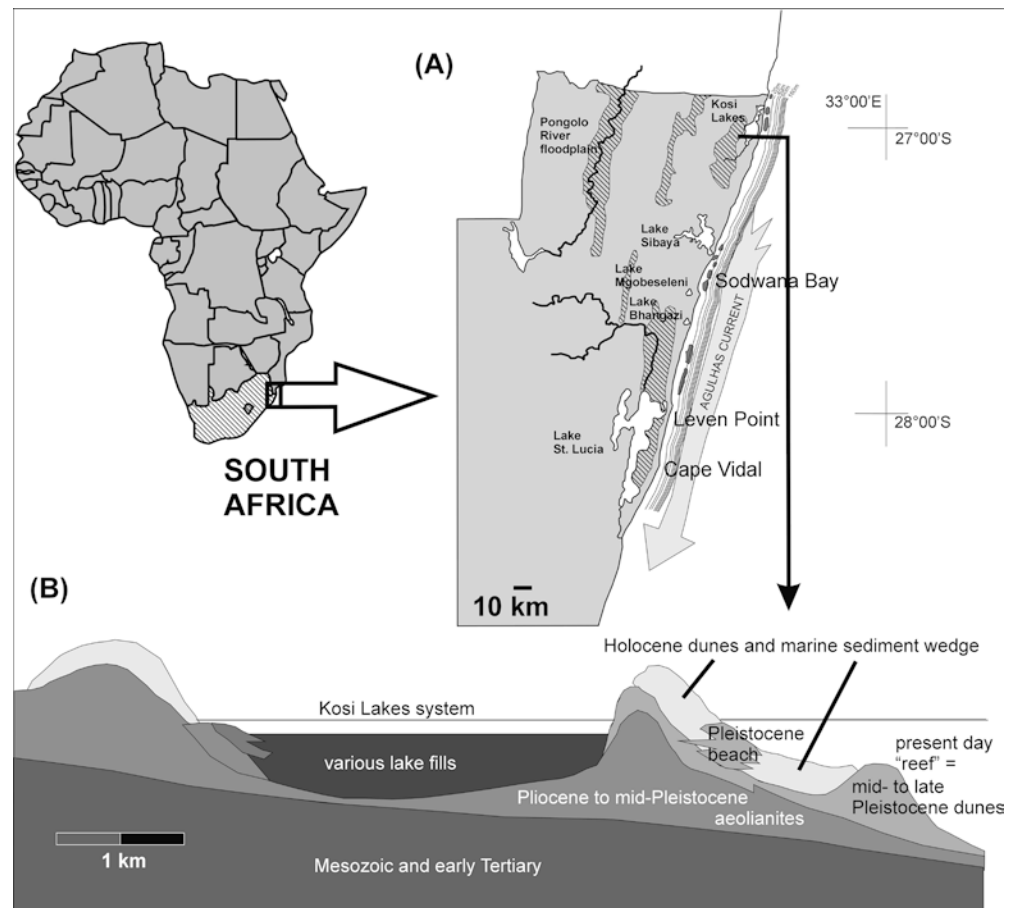 (A)
Kosi
Lakes
33°00'E
27°00'S
Pongolo
River
floodplain
Lake
Sibaya
Lake
Mgobeseleni
Sodwana Bay
Lake
Bhangazi
AGULHAS CURRENT
28°00'S
Leven Point
Lake
St. Lucia
Cape Vidal
SOUTH
AFRICA
10 km
(B)
Holocene dunes and marine sediment wedge
Kosi Lakes system
Pleistocene
beach
present day
“reef” =
mid- to late
Pleistocene dunes
various lake fills
Pliocene to mid-Pleistocene
aeolianites
1 km
Mesozoic and early Tertiary